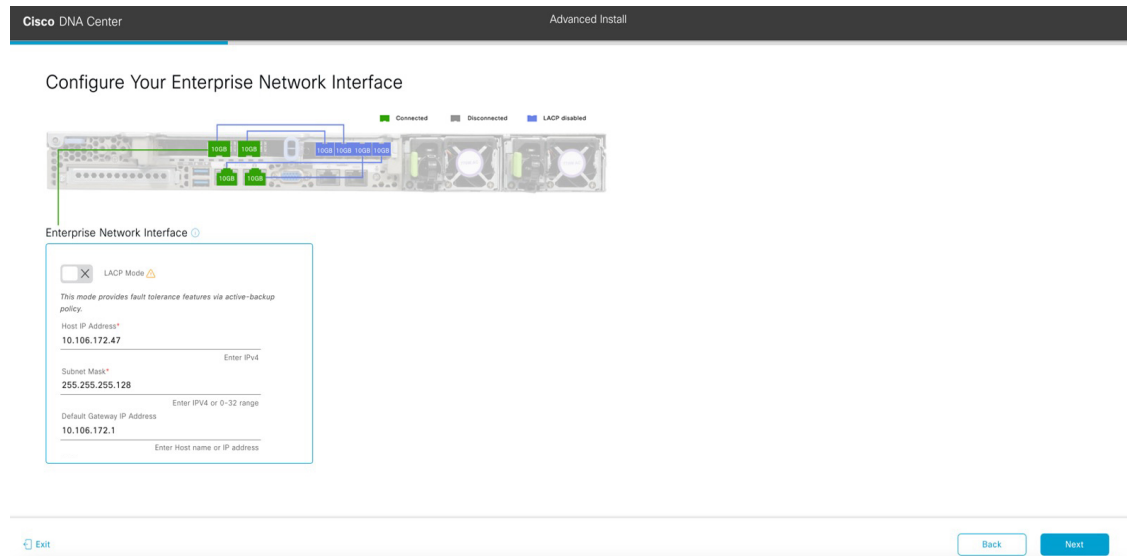 Cisco DNA Center
Advanced Install
Configure Your Enterprise Network Interface
Connected
Disconnected
LACP disabled
10GB 10GB
10GB 10GB 10GB 10GB
10GB 10GB
Enterprise Network Interface
LACP Mode
This mode provides fault tolerance features via active-backup
policy.
Host IP Address*
10.106.172.47
Enter IPv4
Subnet Mask*
255.255.255.128
Enter IPV4 or 0-32 range
Default Gateway IP Address
10.106.172.1
Enter Host name or IP address
Exit
Back
Next